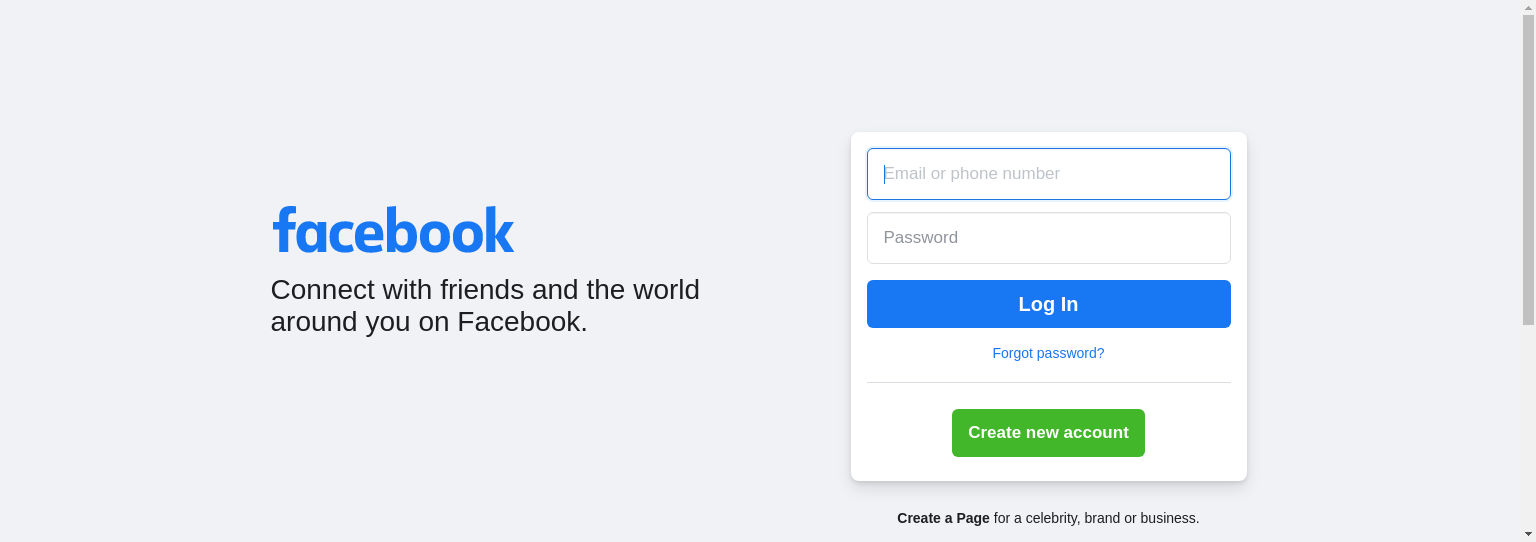 facebook
Connect with friends and the world
around you on Facebook.
Email or phone number
Password
Log In
Forgot password?
Create new account
Create a Page for a celebrity, brand or business.